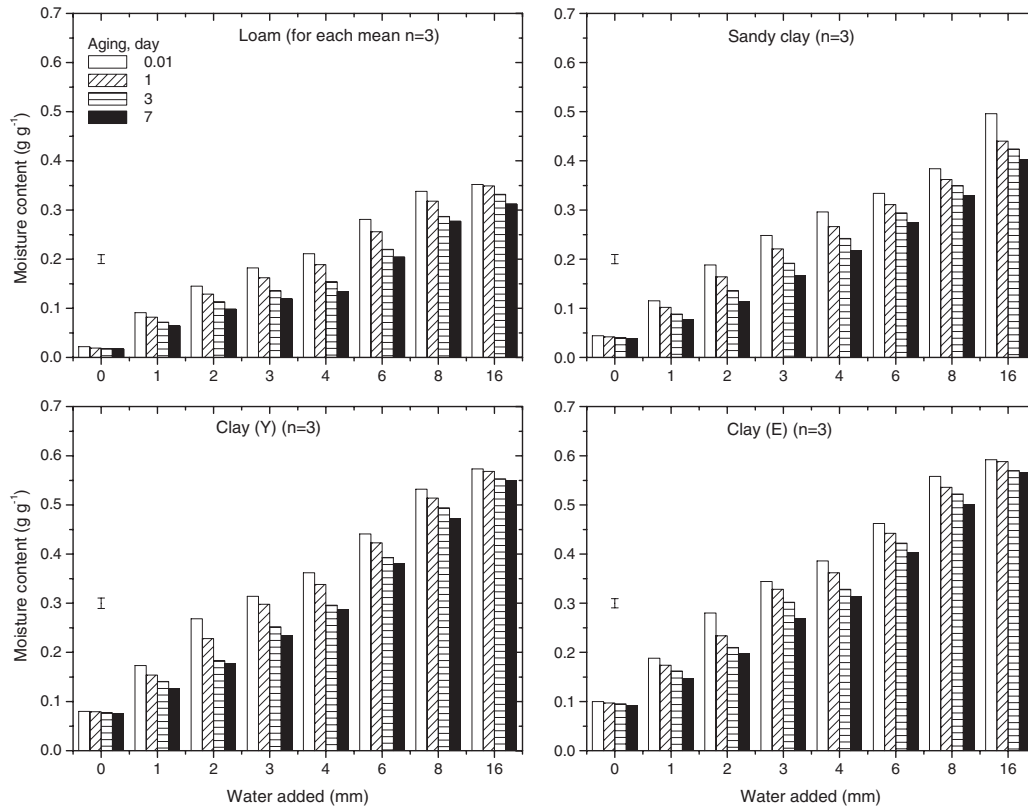 Loam (for each mean n=3)
Aging, day
0.01
1
3
7
Moisture content (g g⁻¹)
0.7
0.6
0.5
0.4
0.3
0.2
0.1
0.0
0 1 2 3 4 6 8 16
Sandy clay (n=3)
0.7
0.6
0.5
0.4
0.3
0.2
0.1
0.0
0 1 2 3 4 6 8 16
Clay (Y) (n=3)
Moisture content (g g⁻¹)
0.7
0.6
0.5
0.4
0.3
0.2
0.1
0.0
0 1 2 3 4 6 8 16
Water added (mm)
Clay (E) (n=3)
0.7
0.6
0.5
0.4
0.3
0.2
0.1
0.0
0 1 2 3 4 6 8 16
Water added (mm)